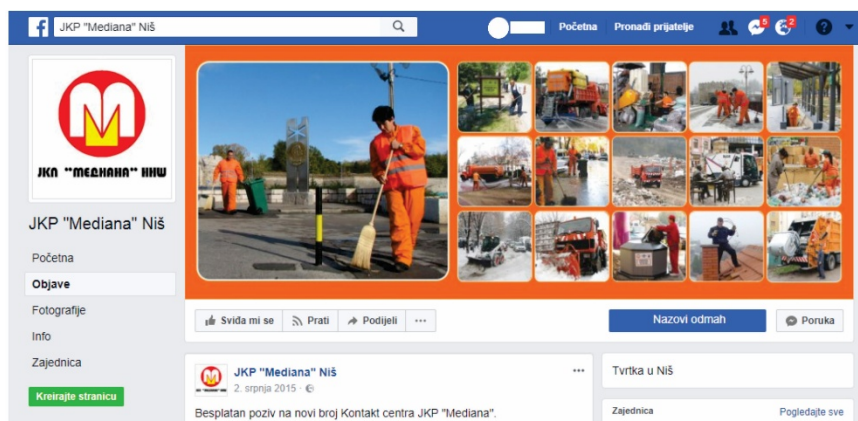 JKP "Mediana" Niš
Početna Pronađi prijatelje 5 2
ЈКП "МЕДИАНА" НИШ
JKP "Mediana" Niš
Početna
Objave
Fotografije
Info
Zajednica
Kreirajte stranicu
Sviđa mi se Prati Podijeli ... Nazovi odmah Poruka
JKP "Mediana" Niš ...
2. srpnja 2015 ·
Besplatan poziv na novi broj Kontakt centra JKP "Mediana".
Tvrtka u Niš
Zajednica Pogledajte sve